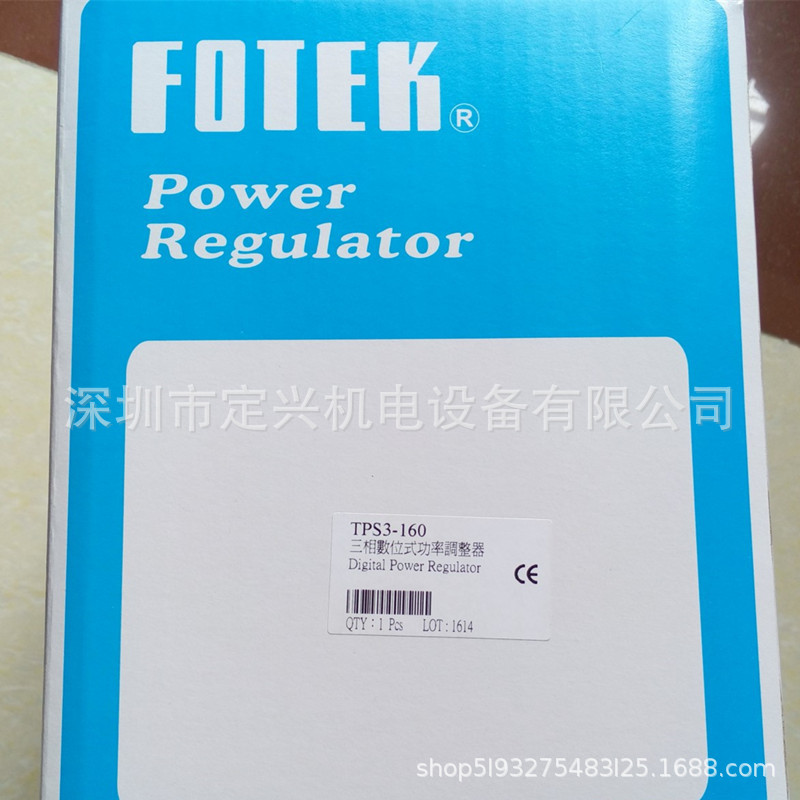 FOTEK®
Power
Regulator
深圳市定兴机电设备有限公司
TPS3-160
三相數位式功率調整器
Digital Power Regulator
CE
QTY：1 Pcs LOT : 1614
shop5l93275483l25.1688.com